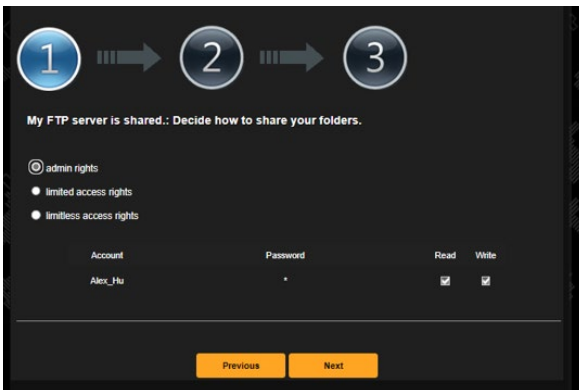 1 2 3
My FTP server is shared.: Decide how to share your folders.
admin rights
limited access rights
limitless access rights
Account Password Read Write
Alex_Hu *
Previous Next